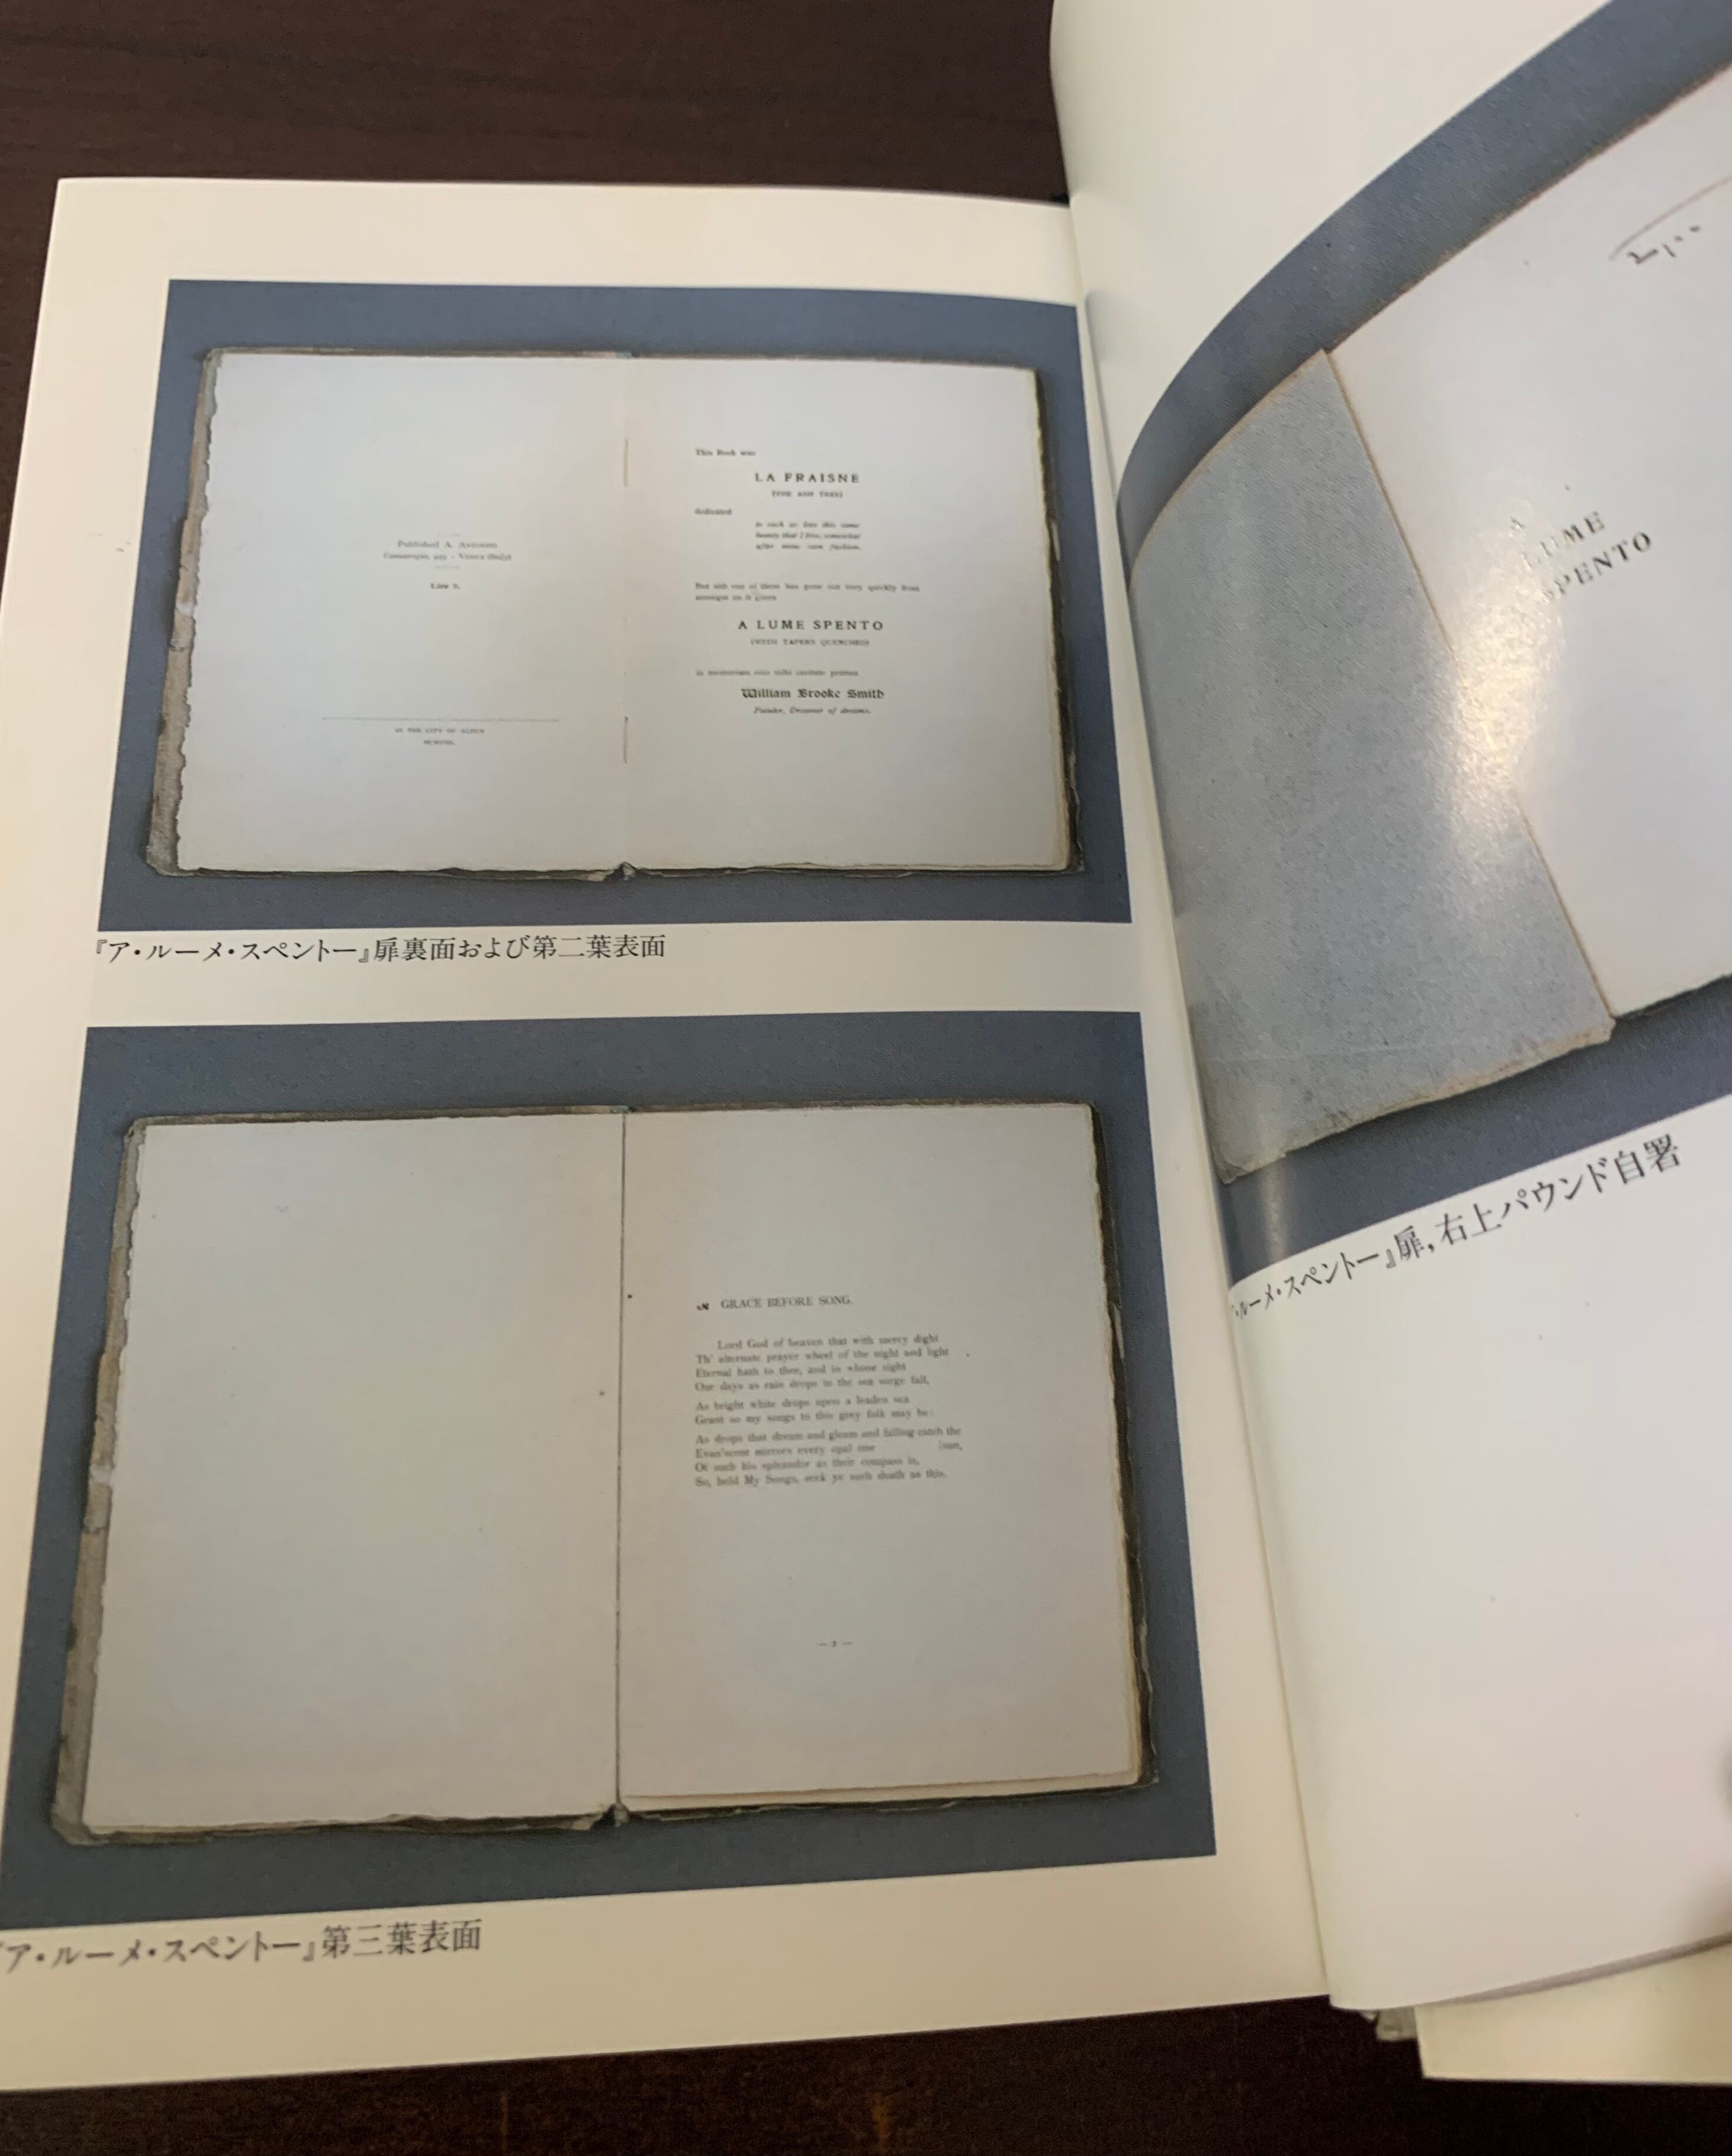 This Book was
LA FRAISNE
(THE ASH TREE)
dedicated
to such as love this same
beauty that I love, somewhat
after mine own fashion.
But sith one of them has gone out very quickly from
amongst us it given
A LUME SPENTO
(WITH TAPERS QUENCHED)
in memoriam eius mihi caritate primus
William Brooke Smith
Painter, Dreamer of dreams.
Published A. Antonini
Cannaregio, - Venice (Italy)
Lire 5.
IN THE CITY OF ALDUS
MCMVIII.
『ア・ルーメ・スペントー』扉裏面および第二葉表面
GRACE BEFORE SONG.
Lord God of heaven that with mercy dight
Th' alternate prayer wheel of the night and light
Eternal hath to thee, and in whose sight
Our days as rain drops in the sea surge fall,
As bright white drops upon a leaden sea
Grant so my songs to this grey folk may be:
As drops that dream and gleam and falling catch the
Evan'scent mirrors every opal one [sun,
Of such his splendor as their compass is,
So, bold My Songs, seek ye such death as this.
『ア・ルーメ・スペントー』第三葉表面
A
LUME
SPENTO
・ルーメ・スペントー』扉，右上パウンド自署